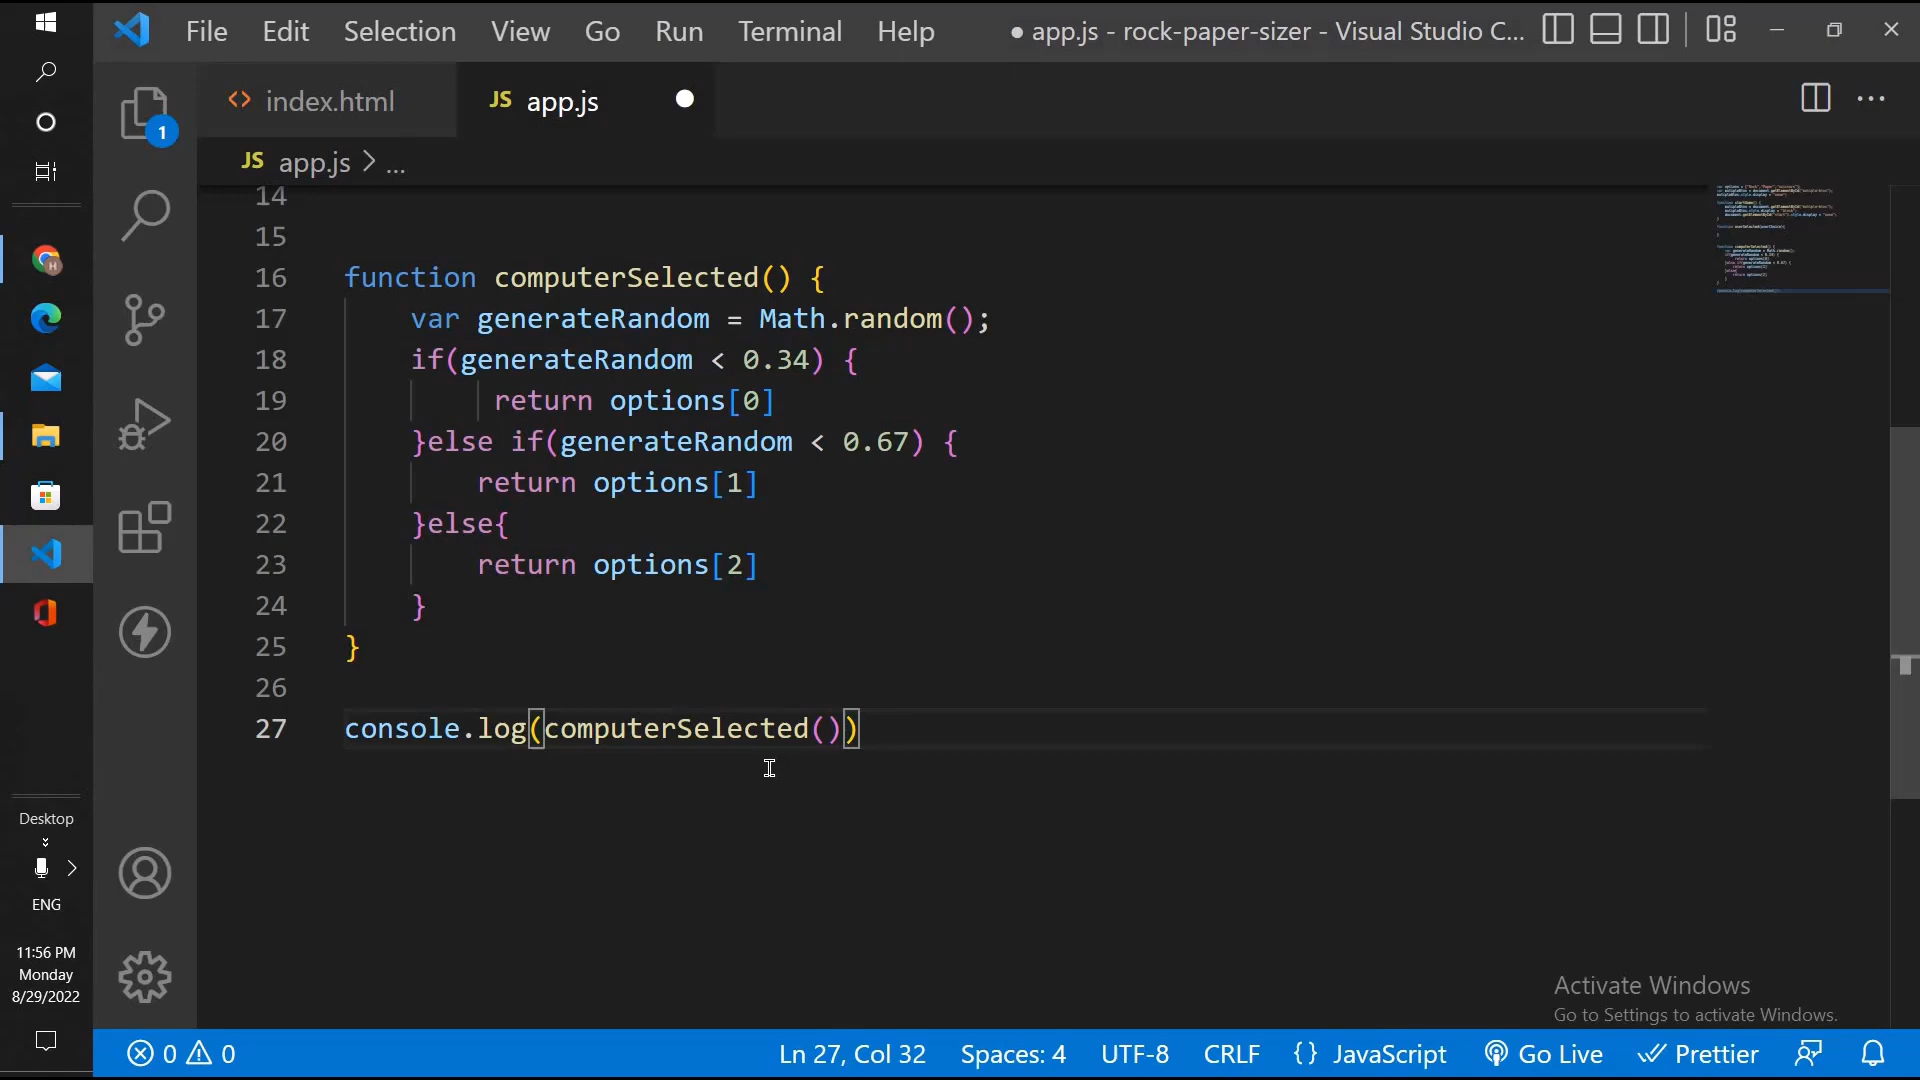 File Edit Selection View Go Run Terminal Help ● app.js - rock-paper-sizer - Visual Studio C...
index.html JS app.js
1
JS app.js > ...
14
15
16 function computerSelected() {
17 var generateRandom = Math.random();
18 if(generateRandom < 0.34) {
19 return options[0]
20 }else if(generateRandom < 0.67) {
21 return options[1]
22 }else{
23 return options[2]
24 }
25 }
26
27 console.log(computerSelected())
Desktop
ENG
11:56 PM
Monday
8/29/2022
Activate Windows
Go to Settings to activate Windows.
0 0 Ln 27, Col 32 Spaces: 4 UTF-8 CRLF {} JavaScript Go Live Prettier